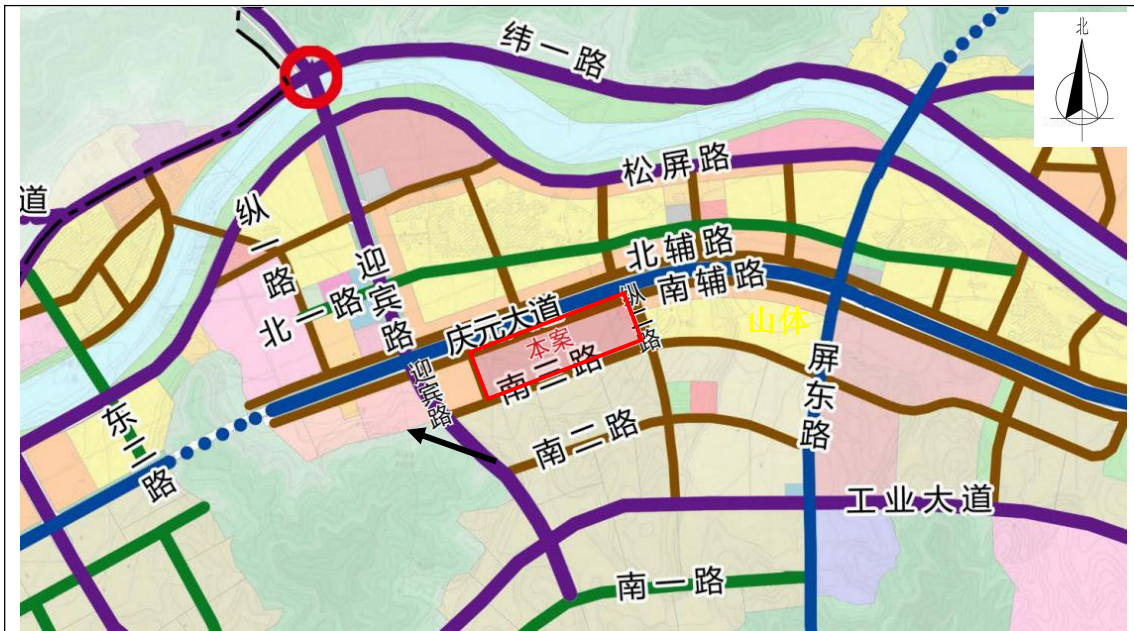 北
纬一路
松屏路
道
纵一路
迎宾路
北辅路
南辅路
北一路
庆元大道
纵二路
山体
本案
南二路
迎宾路
屏东路
东二路
南二路
工业大道
南一路